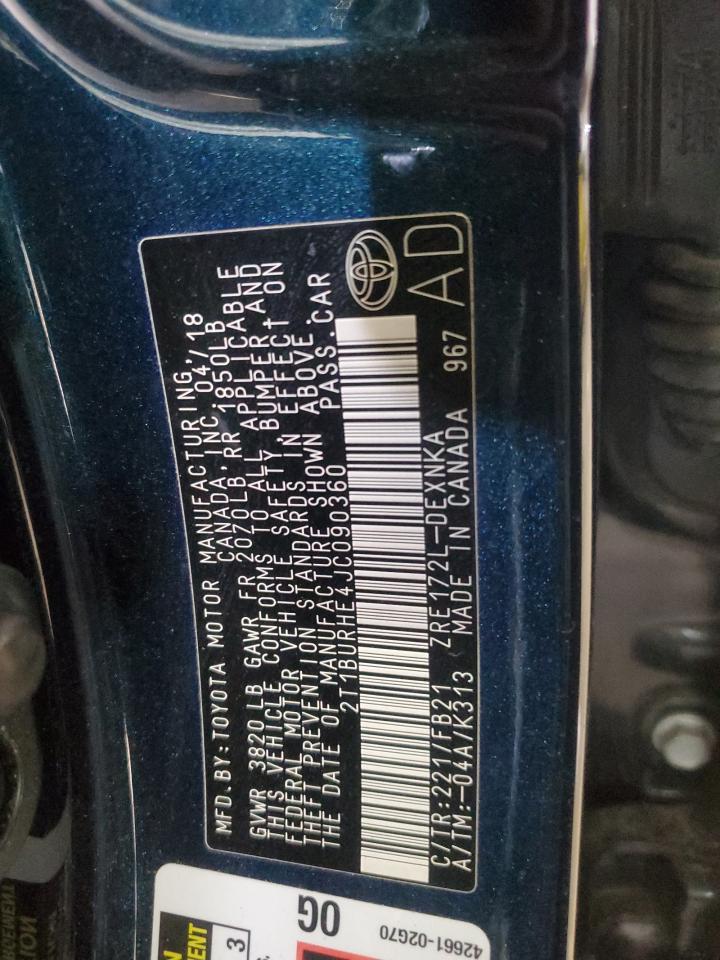 MFD. BY: TOYOTA MOTOR MANUFACTURING,
CANADA, INC. 04/18
GVWR 3820 LB GAWR FR 2070 LB, RR 1850LB
THIS VEHICLE CONFORMS TO ALL APPLICABLE
FEDERAL MOTOR VEHICLE SAFETY, BUMPER, AND
THEFT PREVENTION STANDARDS IN EFFECT ON
THE DATE OF MANUFACTURE SHOWN ABOVE.
2T1BURHE4JC090360 PASS. CAR
C/TR:221/FB21 ZRE172L-DEXNKA
A/TM:-04A/K313 MADE IN CANADA 967
AD
0G
42661-02G70
3